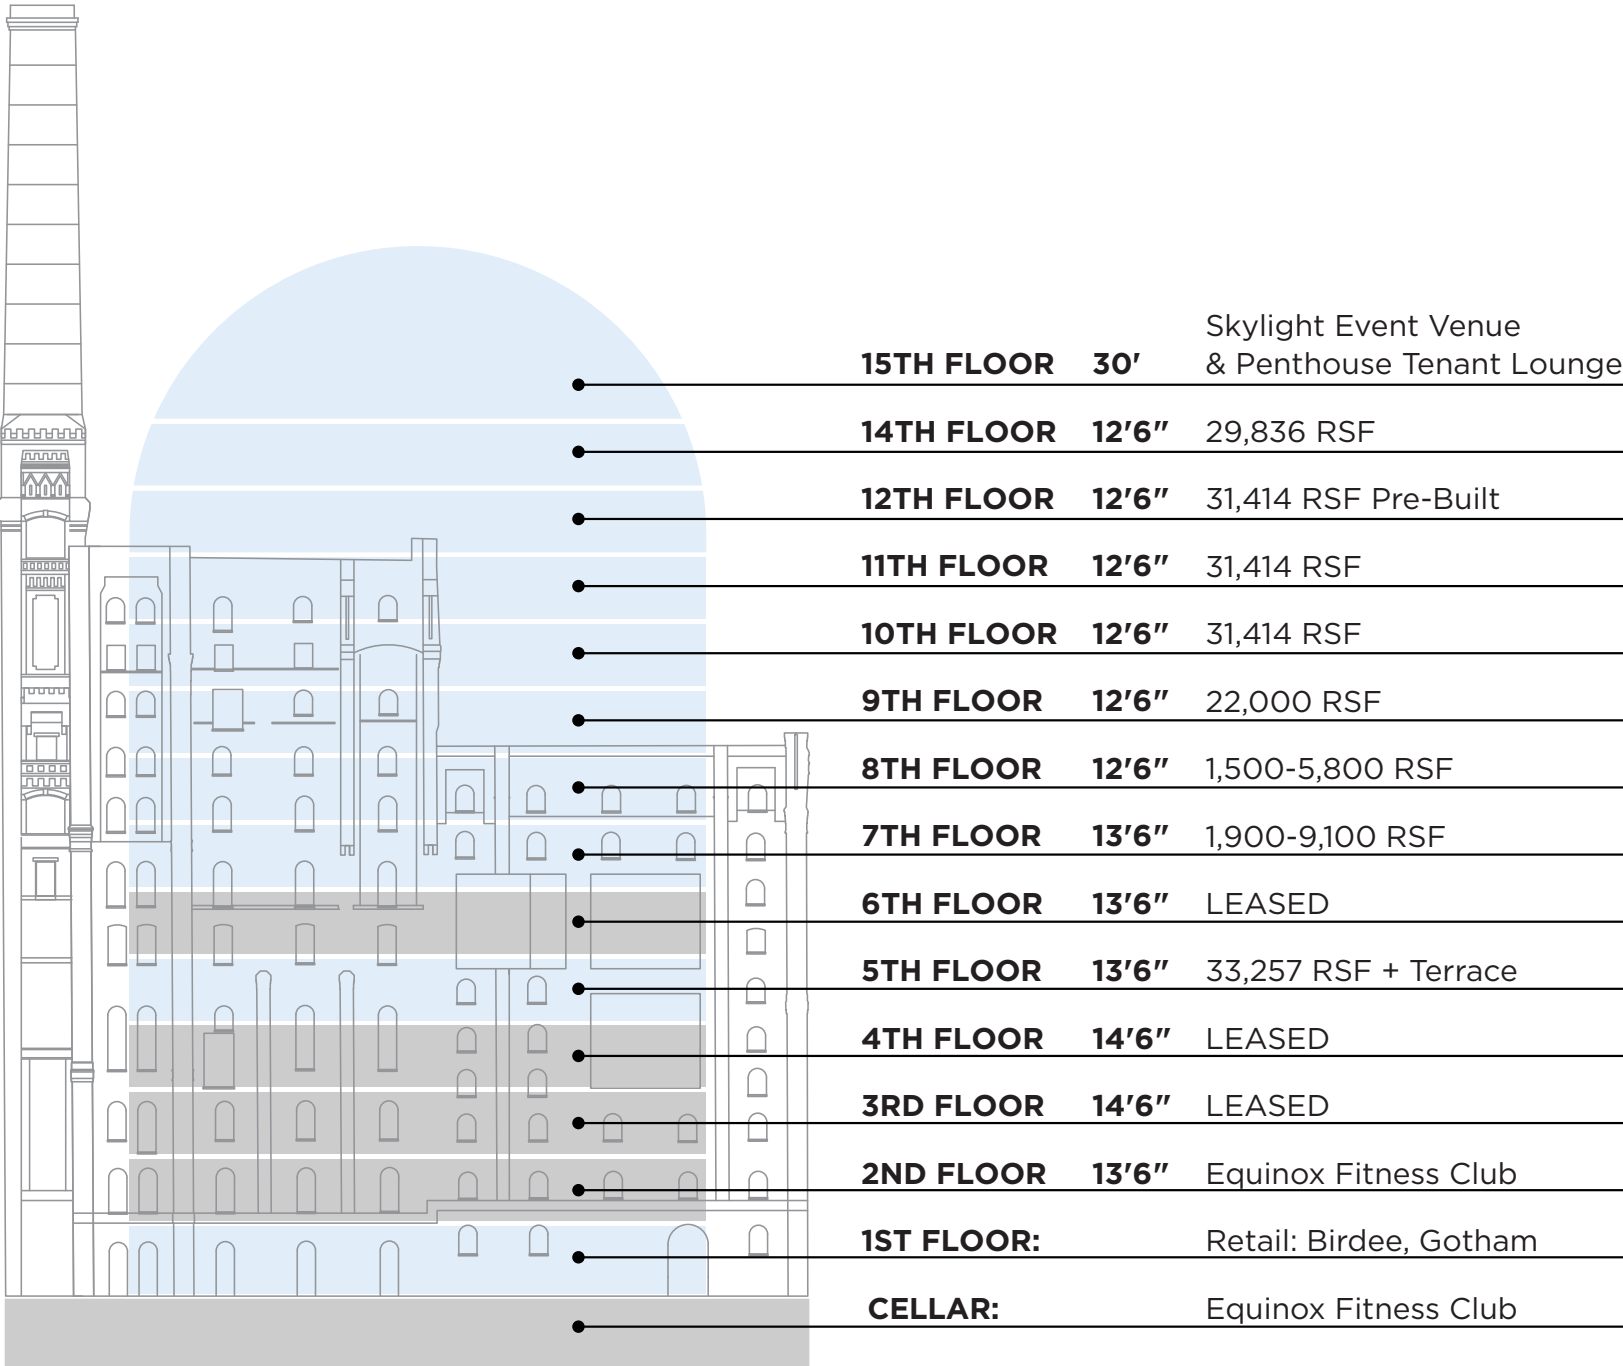 Skylight Event Venue
15TH FLOOR 30' & Penthouse Tenant Lounge
14TH FLOOR 12'6" 29,836 RSF
12TH FLOOR 12'6" 31,414 RSF Pre-Built
11TH FLOOR 12'6" 31,414 RSF
10TH FLOOR 12'6" 31,414 RSF
9TH FLOOR 12'6" 22,000 RSF
8TH FLOOR 12'6" 1,500-5,800 RSF
7TH FLOOR 13'6" 1,900-9,100 RSF
6TH FLOOR 13'6" LEASED
5TH FLOOR 13'6" 33,257 RSF + Terrace
4TH FLOOR 14'6" LEASED
3RD FLOOR 14'6" LEASED
2ND FLOOR 13'6" Equinox Fitness Club
1ST FLOOR: Retail: Birdee, Gotham
CELLAR: Equinox Fitness Club